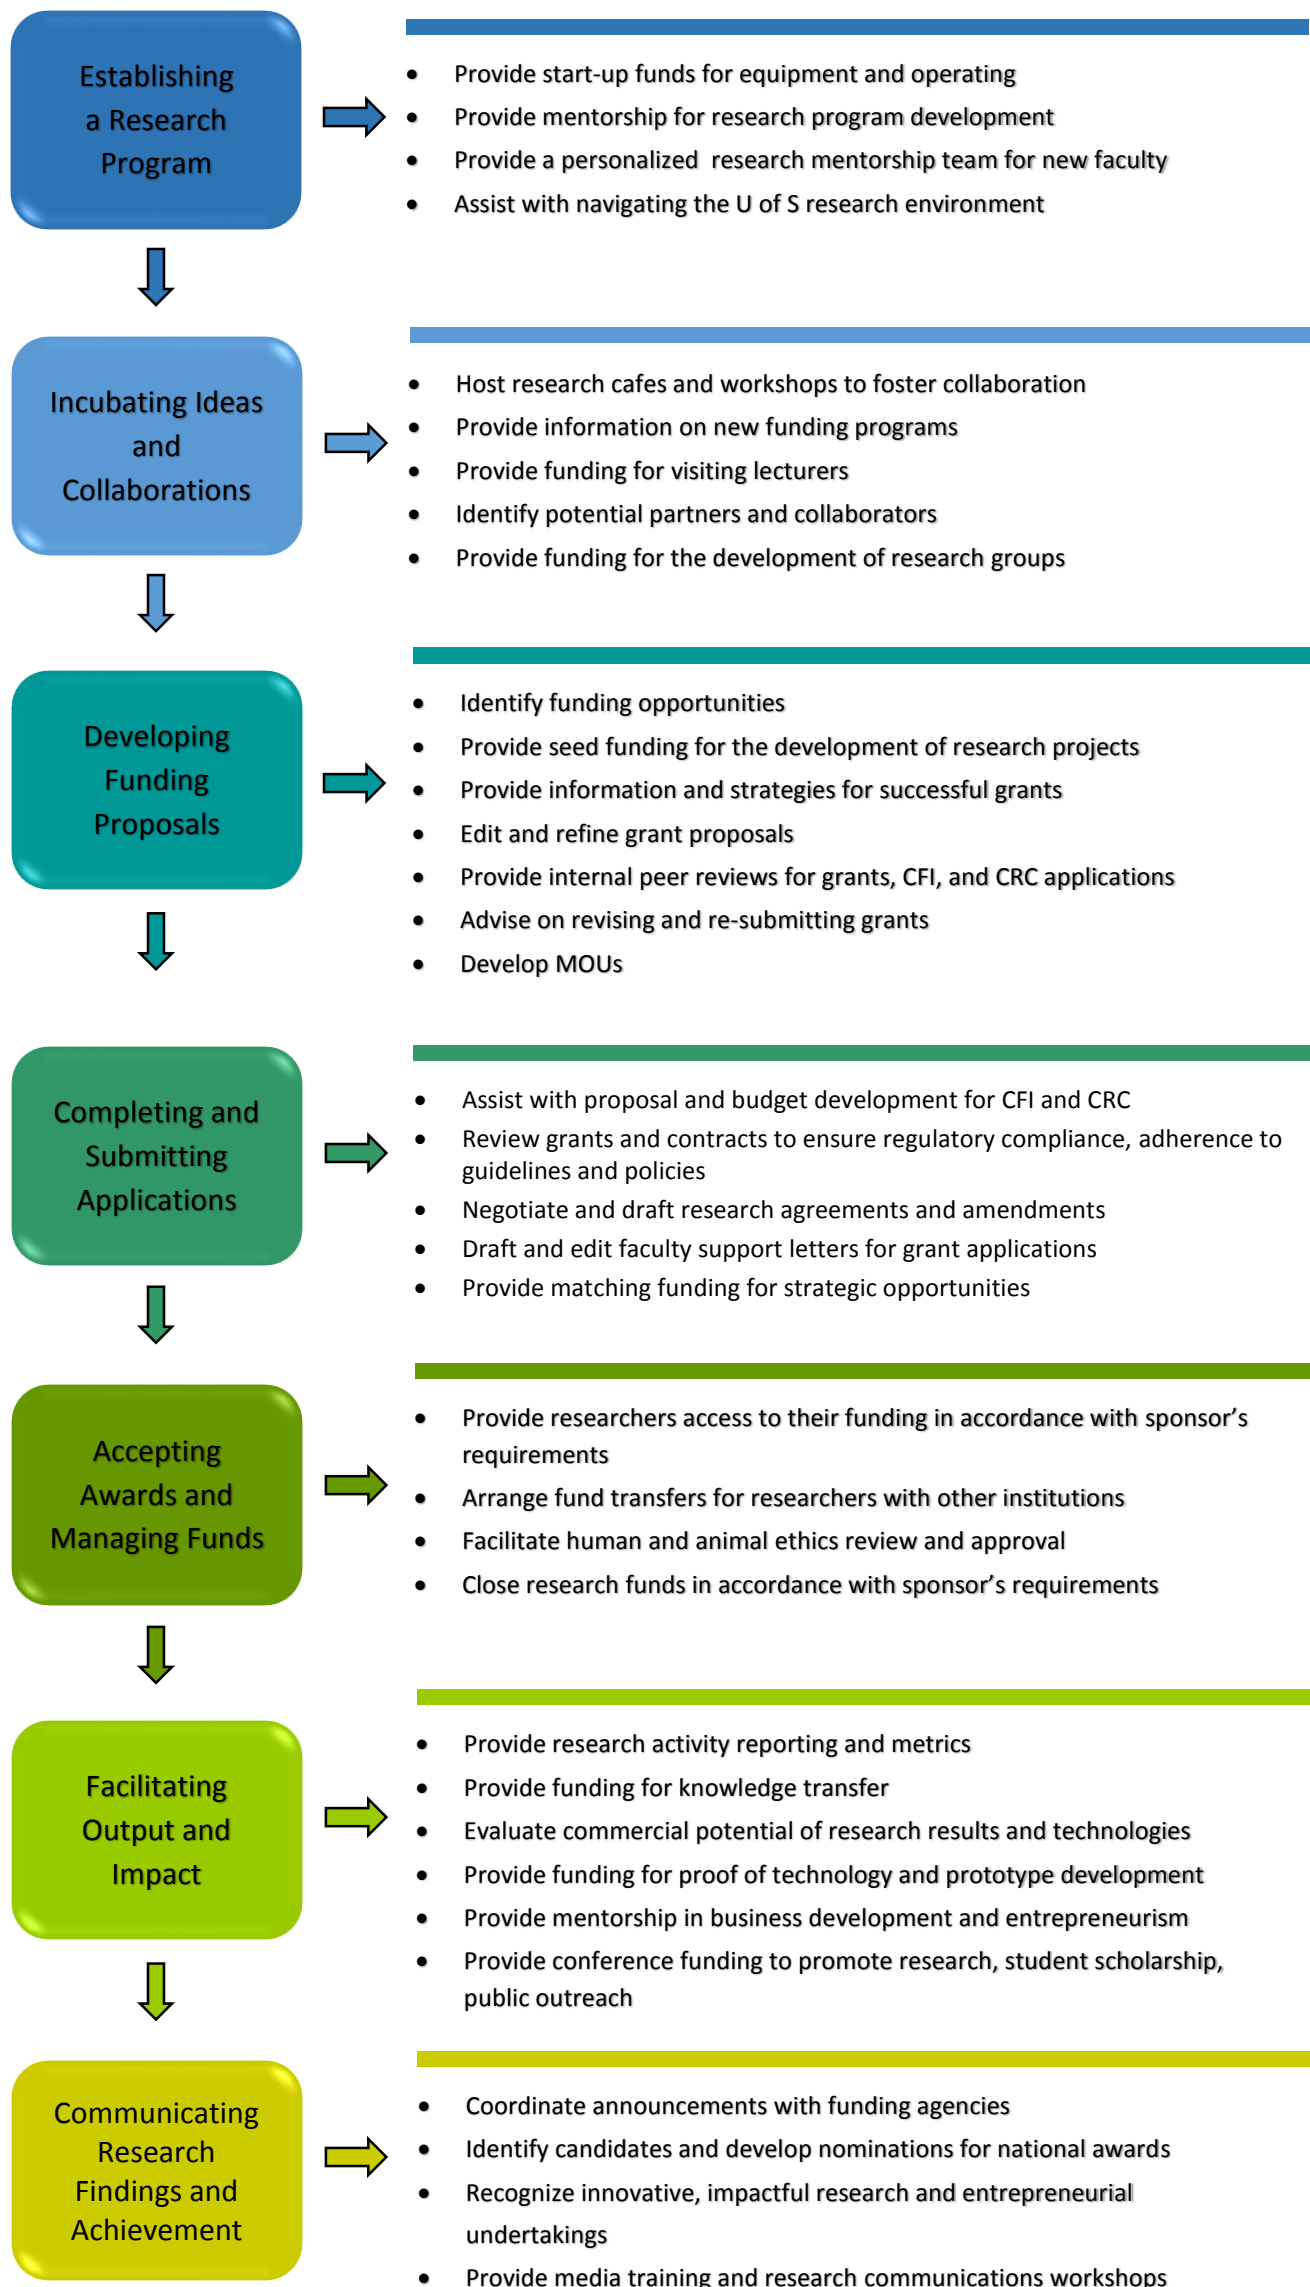 Establishing
a Research
Program
• Provide start-up funds for equipment and operating
• Provide mentorship for research program development
• Provide a personalized research mentorship team for new faculty
• Assist with navigating the U of S research environment
Incubating Ideas
and
Collaborations
• Host research cafes and workshops to foster collaboration
• Provide information on new funding programs
• Provide funding for visiting lecturers
• Identify potential partners and collaborators
• Provide funding for the development of research groups
Developing
Funding
Proposals
• Identify funding opportunities
• Provide seed funding for the development of research projects
• Provide information and strategies for successful grants
• Edit and refine grant proposals
• Provide internal peer reviews for grants, CFI, and CRC applications
• Advise on revising and re-submitting grants
• Develop MOUs
Completing and
Submitting
Applications
• Assist with proposal and budget development for CFI and CRC
• Review grants and contracts to ensure regulatory compliance, adherence to
guidelines and policies
• Negotiate and draft research agreements and amendments
• Draft and edit faculty support letters for grant applications
• Provide matching funding for strategic opportunities
Accepting
Awards and
Managing Funds
• Provide researchers access to their funding in accordance with sponsor’s
requirements
• Arrange fund transfers for researchers with other institutions
• Facilitate human and animal ethics review and approval
• Close research funds in accordance with sponsor’s requirements
Facilitating
Output and
Impact
• Provide research activity reporting and metrics
• Provide funding for knowledge transfer
• Evaluate commercial potential of research results and technologies
• Provide funding for proof of technology and prototype development
• Provide mentorship in business development and entrepreneurism
• Provide conference funding to promote research, student scholarship,
public outreach
Communicating
Research
Findings and
Achievement
• Coordinate announcements with funding agencies
• Identify candidates and develop nominations for national awards
• Recognize innovative, impactful research and entrepreneurial
undertakings
• Provide media training and research communications workshops